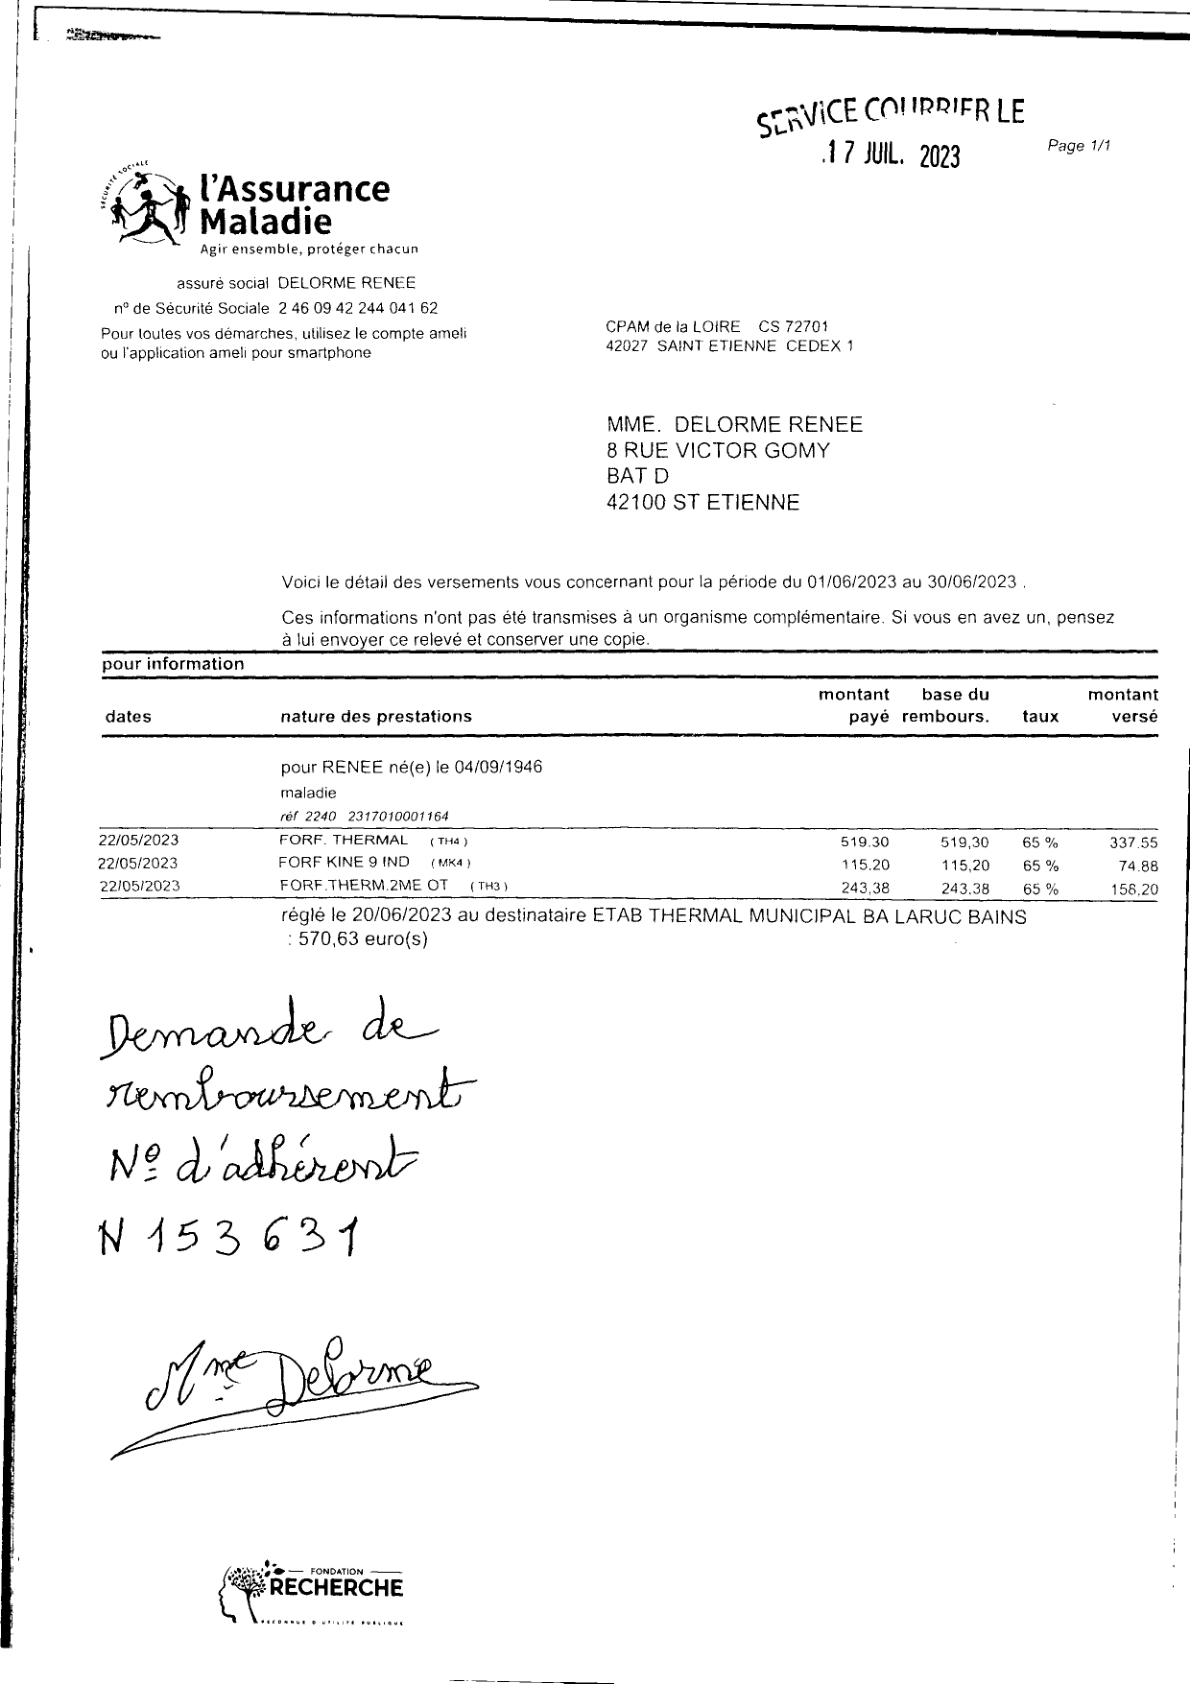 SERVICE COURRIER LE
17 JUIL. 2023
Page 1/1
SÉCURITÉ SOCIALE
l'Assurance
Maladie
Agir ensemble, protéger chacun
assuré social DELORME RENEE
n° de Sécurité Sociale 2 46 09 42 244 041 62
Pour toutes vos démarches, utilisez le compte ameli
ou l'application ameli pour smartphone
CPAM de la LOIRE CS 72701
42027 SAINT ETIENNE CEDEX 1
MME. DELORME RENEE
8 RUE VICTOR GOMY
BAT D
42100 ST ETIENNE
Voici le détail des versements vous concernant pour la période du 01/06/2023 au 30/06/2023 .
Ces informations n'ont pas été transmises à un organisme complémentaire. Si vous en avez un, pensez
à lui envoyer ce relevé et conserver une copie.
pour information
dates nature des prestations montant payé base du rembours. taux montant versé
pour RENEE né(e) le 04/09/1946
maladie
réf 2240 2317010001164
22/05/2023 FORF. THERMAL (TH4) 519.30 519,30 65 % 337.55
22/05/2023 FORF KINE 9 IND (MK4) 115.20 115,20 65 % 74.88
22/05/2023 FORF.THERM.2ME OT (TH3) 243,38 243.38 65 % 158,20
réglé le 20/06/2023 au destinataire ETAB THERMAL MUNICIPAL BA LARUC BAINS
: 570,63 euro(s)
Demande de
remboursement
N° d'adhérent
N 153 631
Mme Delorme
FONDATION
RECHERCHE
RECONNUE D'UTILITÉ PUBLIQUE